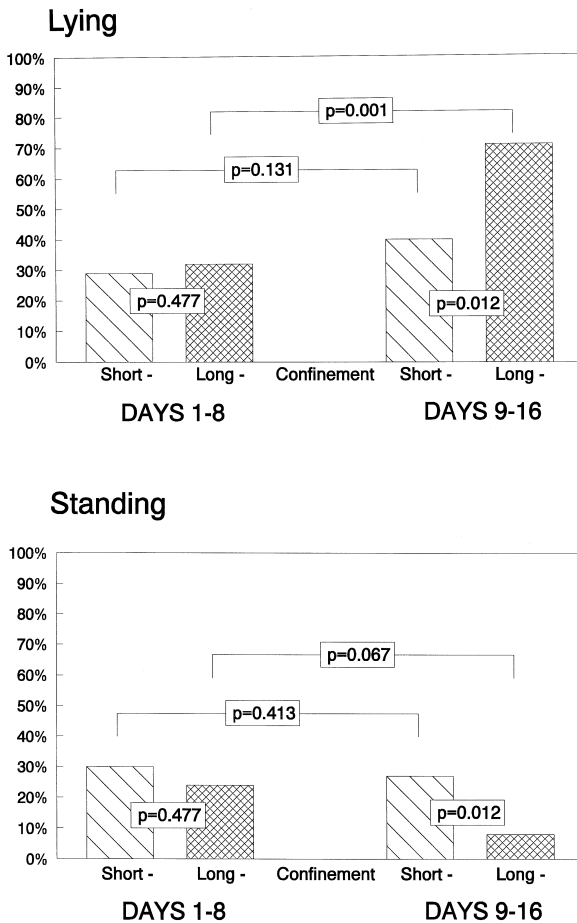 Lying
100%
90%
80%
70%
60%
50%
40%
30%
20%
10%
0%
p=0.001
p=0.131
p=0.477
p=0.012
Short - Long - Confinement Short - Long -
DAYS 1-8 DAYS 9-16
Standing
100%
90%
80%
70%
60%
50%
40%
30%
20%
10%
0%
p=0.067
p=0.413
p=0.477
p=0.012
Short - Long - Confinement Short - Long -
DAYS 1-8 DAYS 9-16